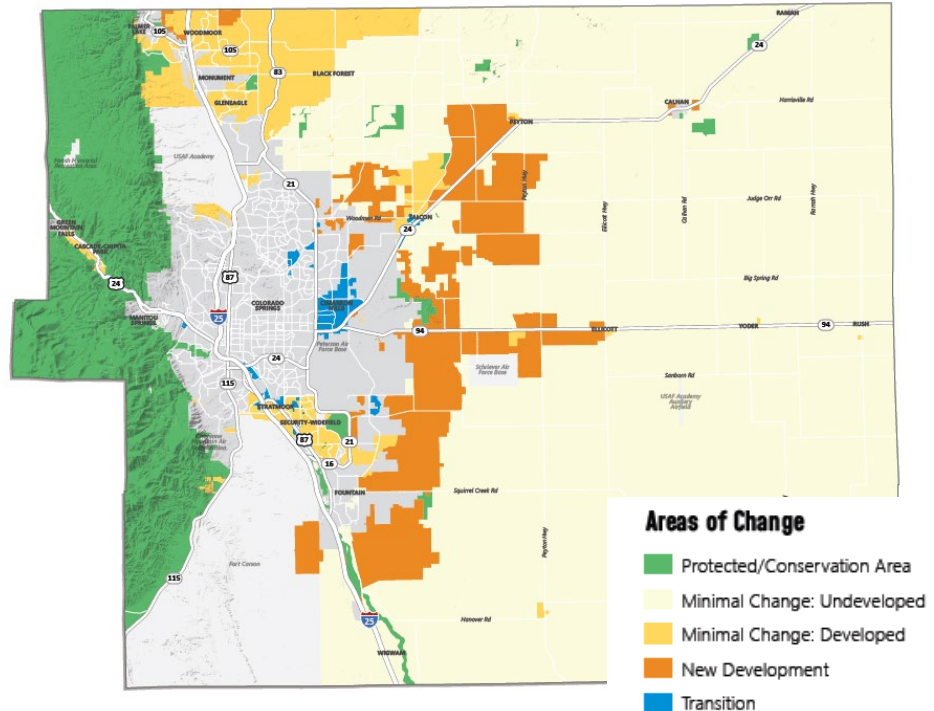 RAMAH
PALMER
LAKE
105
WOODMOOR
24
105
83
MONUMENT
BLACK FOREST
GLENEAGLE
CALHAN
Harrisville Rd
PEYTON
USAF Academy
21
Peyton Hwy
Ellicot Hwy
Calhan Rd
Judge Orr Rd
Ramah Hwy
Woodmen Rd
FALCON
24
GREEN
MOUNTAIN
FALLS
CASCADE-CHIPITA
PARK
24
87
Big Spring Rd
COLORADO
SPRINGS
CIMARRON
HILLS
25
MANITOU
SPRINGS
94
ELLICOTT
YODER
94
RUSH
Peterson Air
Force Base
24
Schriever Air
Force Base
Sanborn Rd
115
USAF Academy
Auxiliary
Airfield
STRATMOOR
SECURITY-WIDEFIELD
87
21
16
FOUNTAIN
Squirrel Creek Rd
Peyton Hwy
Fort Carson
115
25
Hanover Rd
WIGWAM
Areas of Change
Protected/Conservation Area
Minimal Change: Undeveloped
Minimal Change: Developed
New Development
Transition